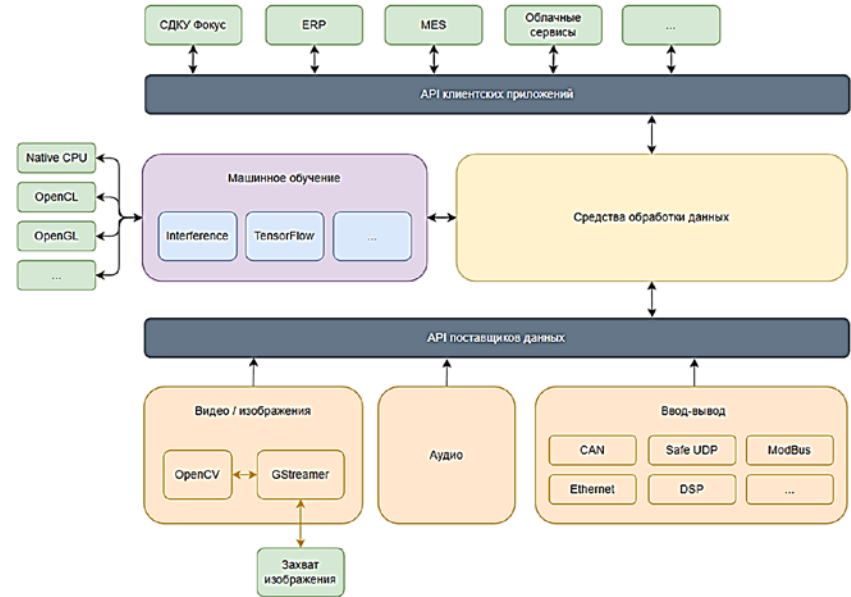 СДКУ Фокус
ERP
MES
Облачные
сервисы
...
API клиентских приложений
Native CPU
OpenCL
OpenGL
...
Машинное обучение
Interference
TensorFlow
...
Средства обработки данных
API поставщиков данных
Видео / изображения
OpenCV
GStreamer
Аудио
Ввод-вывод
CAN
Safe UDP
ModBus
Ethernet
DSP
...
Захват
изображения